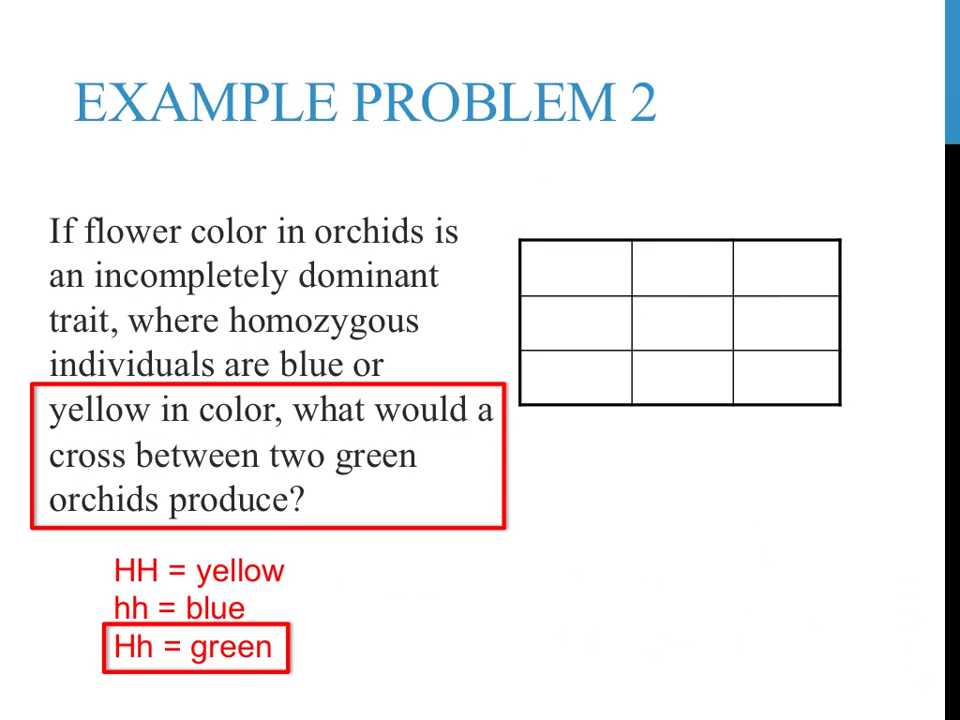 EXAMPLE PROBLEM 2
If flower color in orchids is
an incompletely dominant
trait, where homozygous
individuals are blue or
yellow in color, what would a
cross between two green
orchids produce?
HH = yellow
hh = blue
Hh = green